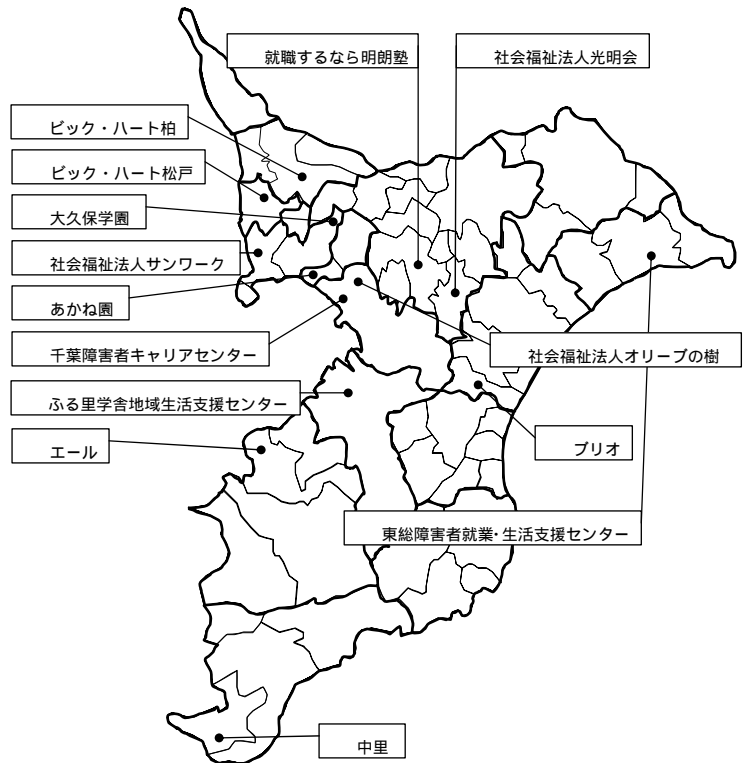 就職するなら明朗塾
社会福祉法人光明会
ビック・ハート柏
ビック・ハート松戸
大久保学園
社会福祉法人サンワーク
あかね園
千葉障害者キャリアセンター
社会福祉法人オリーブの樹
ふる里学舎地域生活支援センター
エール
ブリオ
東総障害者就業・生活支援センター
中里